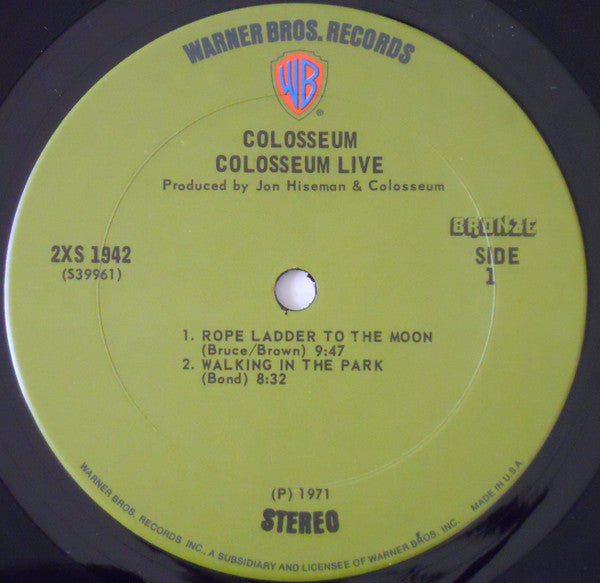 WARNER BROS. RECORDS
WB
®
COLOSSEUM
COLOSSEUM LIVE
Produced by Jon Hiseman & Colosseum
BRONZE
2XS 1942
(S39961)
SIDE
1
1. ROPE LADDER TO THE MOON
(Bruce/Brown) 9:47
2. WALKING IN THE PARK
(Bond) 8:32
(P) 1971
STEREO
WARNER BROS. RECORDS INC., A SUBSIDIARY AND LICENSEE OF WARNER BROS. INC. MADE IN U.S.A.